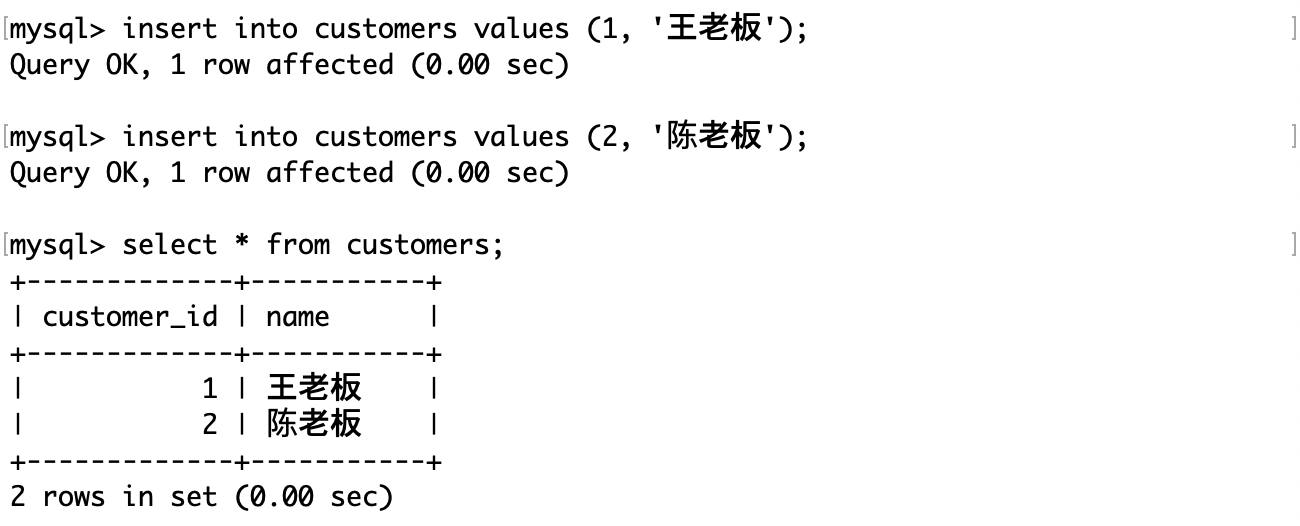 [mysql> insert into customers values (1, '王老板'); ]
Query OK, 1 row affected (0.00 sec)
[mysql> insert into customers values (2, '陈老板'); ]
Query OK, 1 row affected (0.00 sec)
[mysql> select * from customers; ]
+-------------+-----------+
| customer_id | name      |
+-------------+-----------+
|           1 | 王老板    |
|           2 | 陈老板    |
+-------------+-----------+
2 rows in set (0.00 sec)